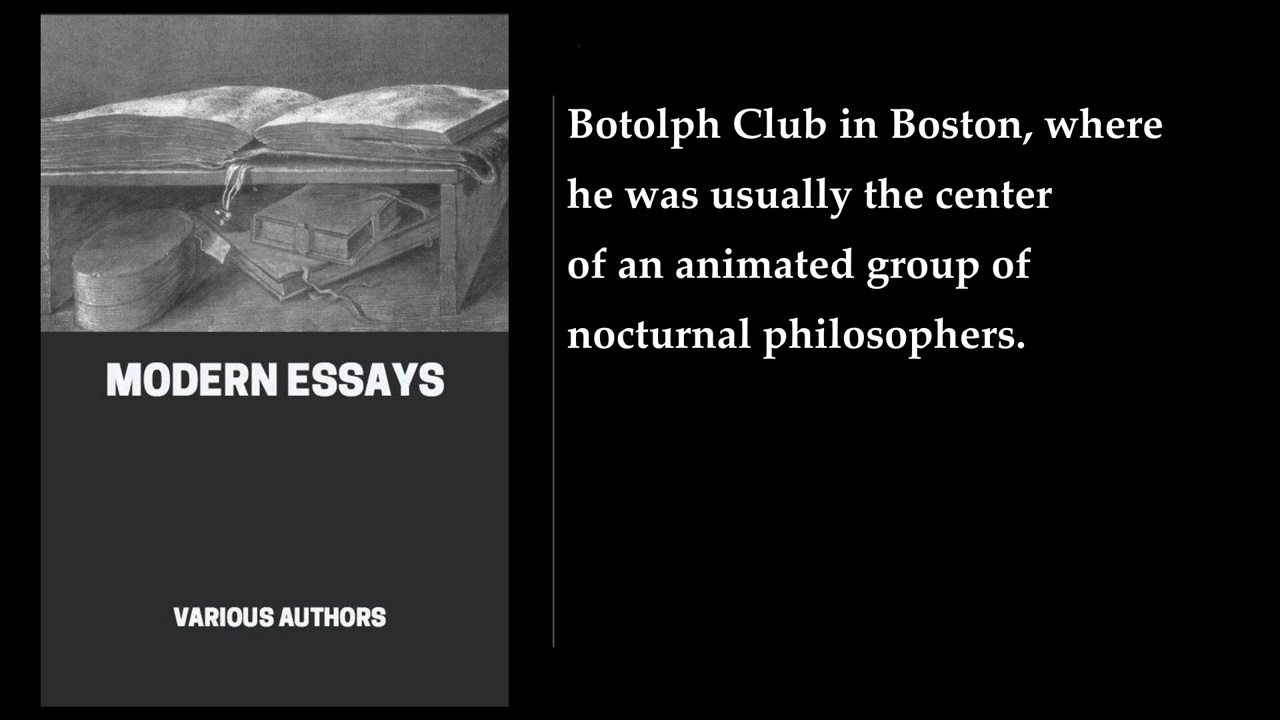 MODERN ESSAYS
VARIOUS AUTHORS
Botolph Club in Boston, where
he was usually the center
of an animated group of
nocturnal philosophers.